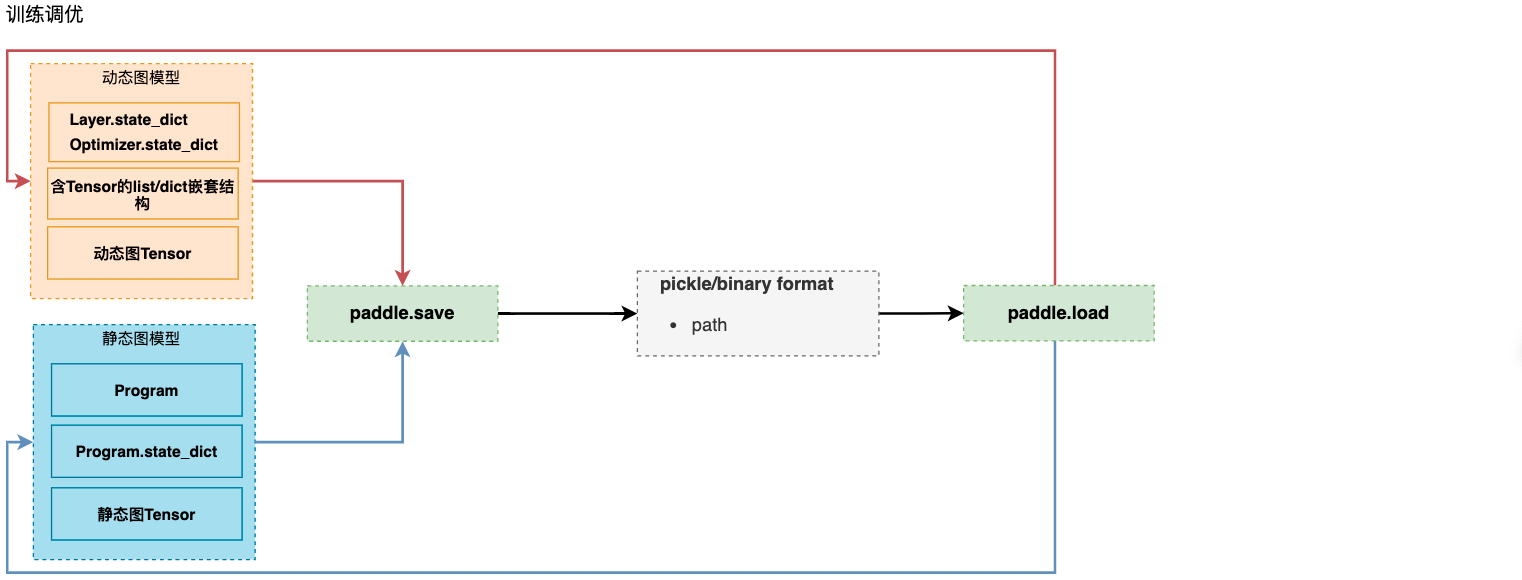 训练调优
动态图模型
Layer.state_dict
Optimizer.state_dict
含Tensor的list/dict嵌套结
构
动态图Tensor
paddle.save
pickle/binary format
• path
paddle.load
静态图模型
Program
Program.state_dict
静态图Tensor